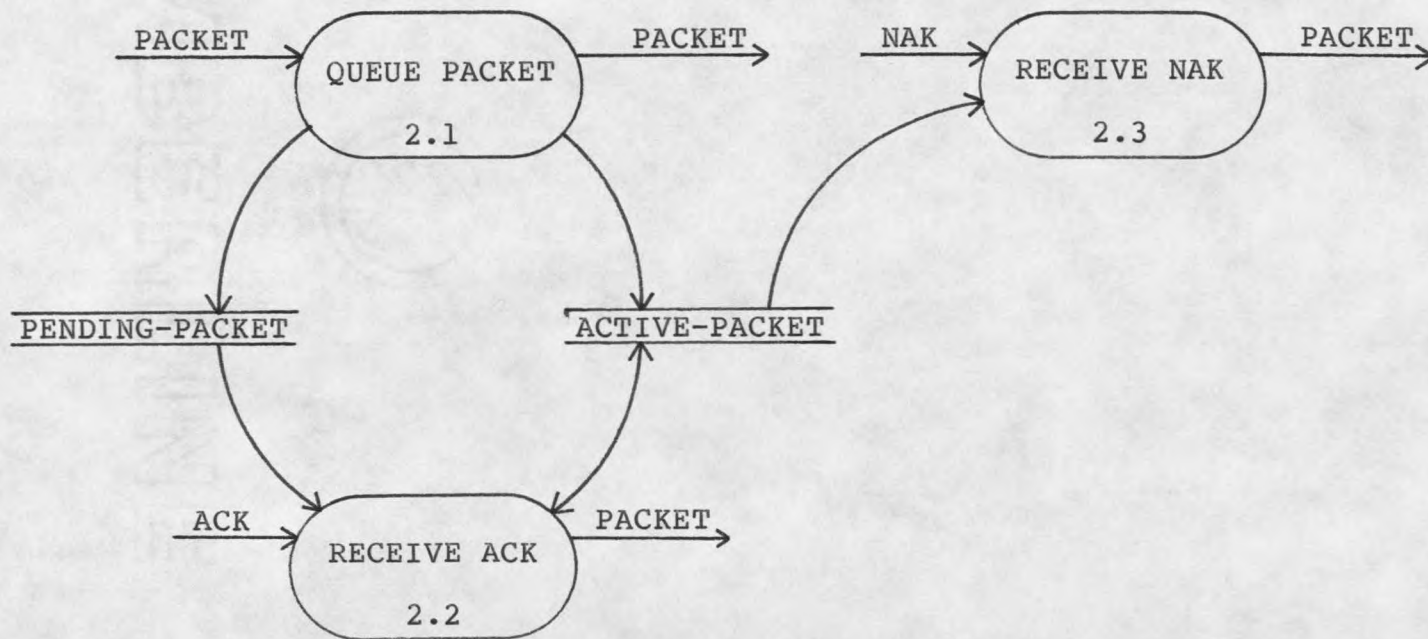 PACKET
QUEUE PACKET
2.1
PACKET
NAK
RECEIVE NAK
2.3
PACKET
PENDING-PACKET
ACTIVE-PACKET
ACK
RECEIVE ACK
2.2
PACKET